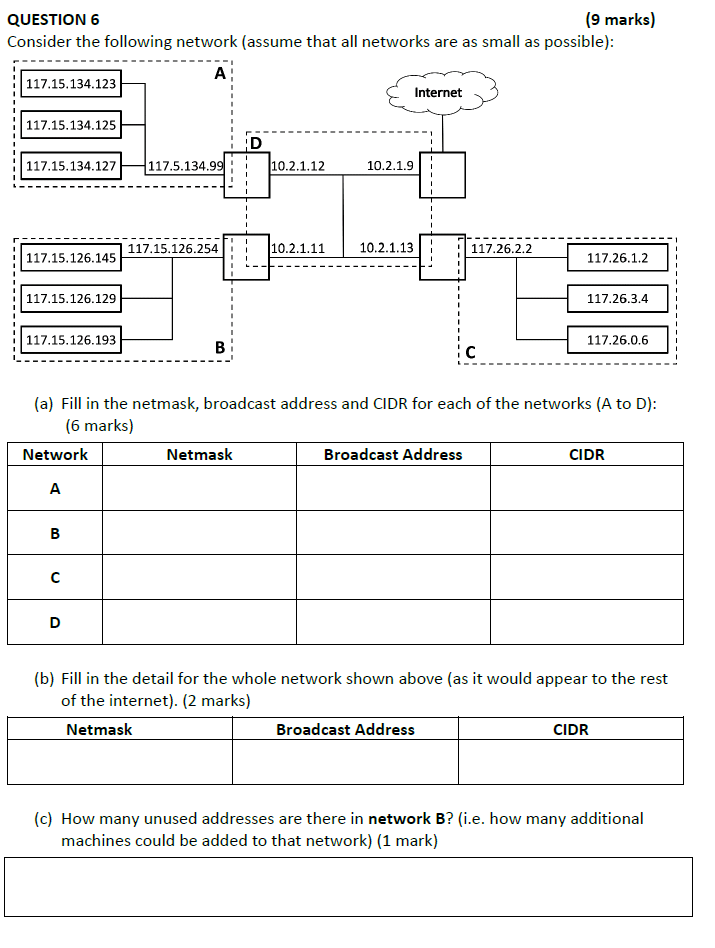 QUESTION 6 (9 marks)
Consider the following network (assume that all networks are as small as possible):
A
117.15.134.123
Internet
117.15.134.125
D
117.15.134.127
117.5.134.99
10.2.1.12
10.2.1.9
117.15.126.145
117.15.126.254
10.2.1.11
10.2.1.13
117.26.2.2
117.26.1.2
117.15.126.129
117.26.3.4
117.15.126.193
B
C
117.26.0.6
(a) Fill in the netmask, broadcast address and CIDR for each of the networks (A to D):
(6 marks)
Network Netmask Broadcast Address CIDR
A
B
C
D
(b) Fill in the detail for the whole network shown above (as it would appear to the rest
of the internet). (2 marks)
Netmask Broadcast Address CIDR
(c) How many unused addresses are there in network B? (i.e. how many additional
machines could be added to that network) (1 mark)